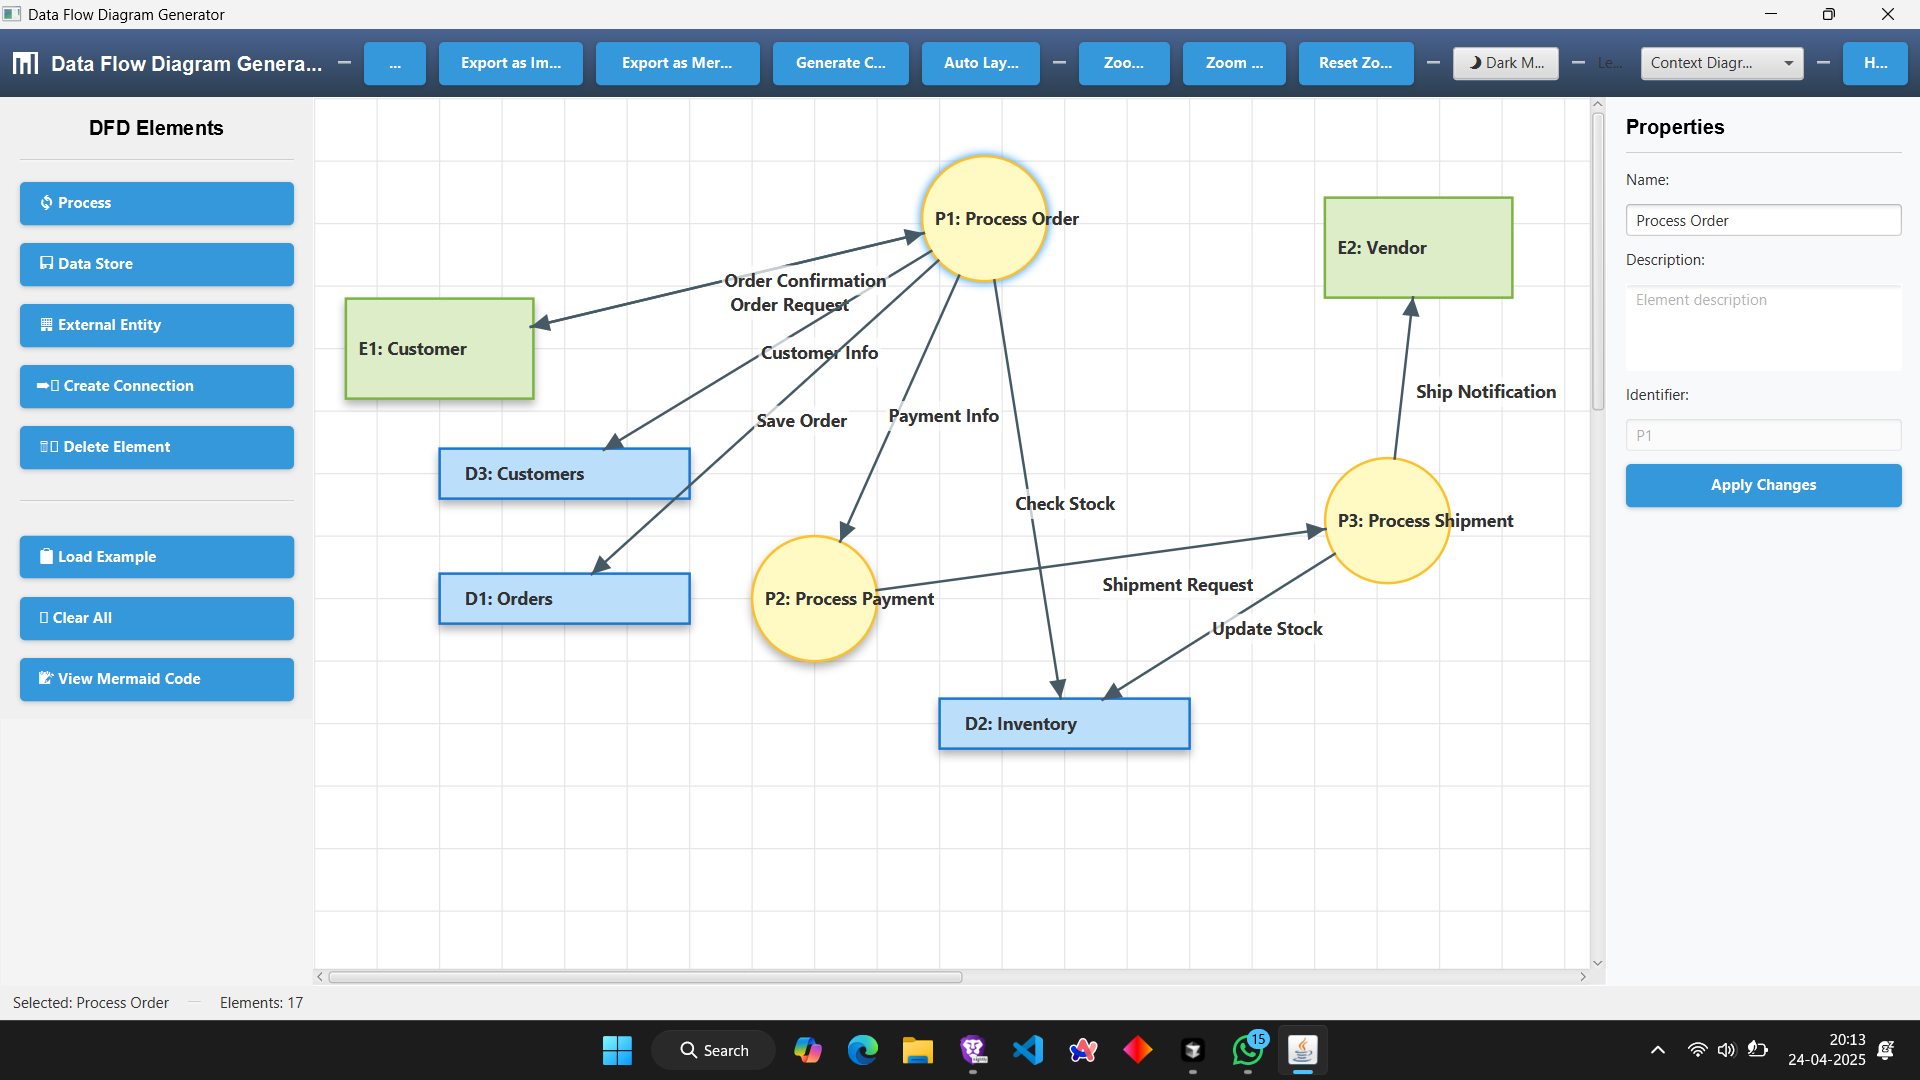 Data Flow Diagram Generator
Data Flow Diagram Genera...
...
Export as Im...
Export as Mer...
Generate C...
Auto Lay...
Zoo...
Zoom ...
Reset Zo...
Dark M...
Le...
Context Diagr...
H...
DFD Elements
Process
Data Store
External Entity
Create Connection
Delete Element
Load Example
Clear All
View Mermaid Code
P1: Process Order
E2: Vendor
Order Confirmation
Order Request
E1: Customer
Customer Info
Ship Notification
Save Order
Payment Info
D3: Customers
Check Stock
P3: Process Shipment
Shipment Request
D1: Orders
P2: Process Payment
Update Stock
D2: Inventory
Properties
Name:
Process Order
Description:
Element description
Identifier:
P1
Apply Changes
Selected: Process Order
Elements: 17
Search
15
20:13
24-04-2025